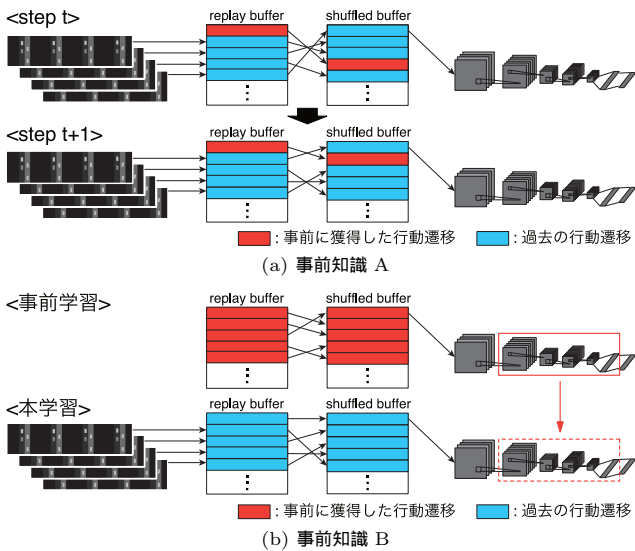 <step t>
replay buffer
shuffled buffer
⋮
⋮
<step t+1>
replay buffer
shuffled buffer
⋮
⋮
: 事前に獲得した行動遷移
: 過去の行動遷移
(a) 事前知識 A
<事前学習>
replay buffer
shuffled buffer
⋮
⋮
<本学習>
replay buffer
shuffled buffer
⋮
⋮
: 事前に獲得した行動遷移
: 過去の行動遷移
(b) 事前知識 B